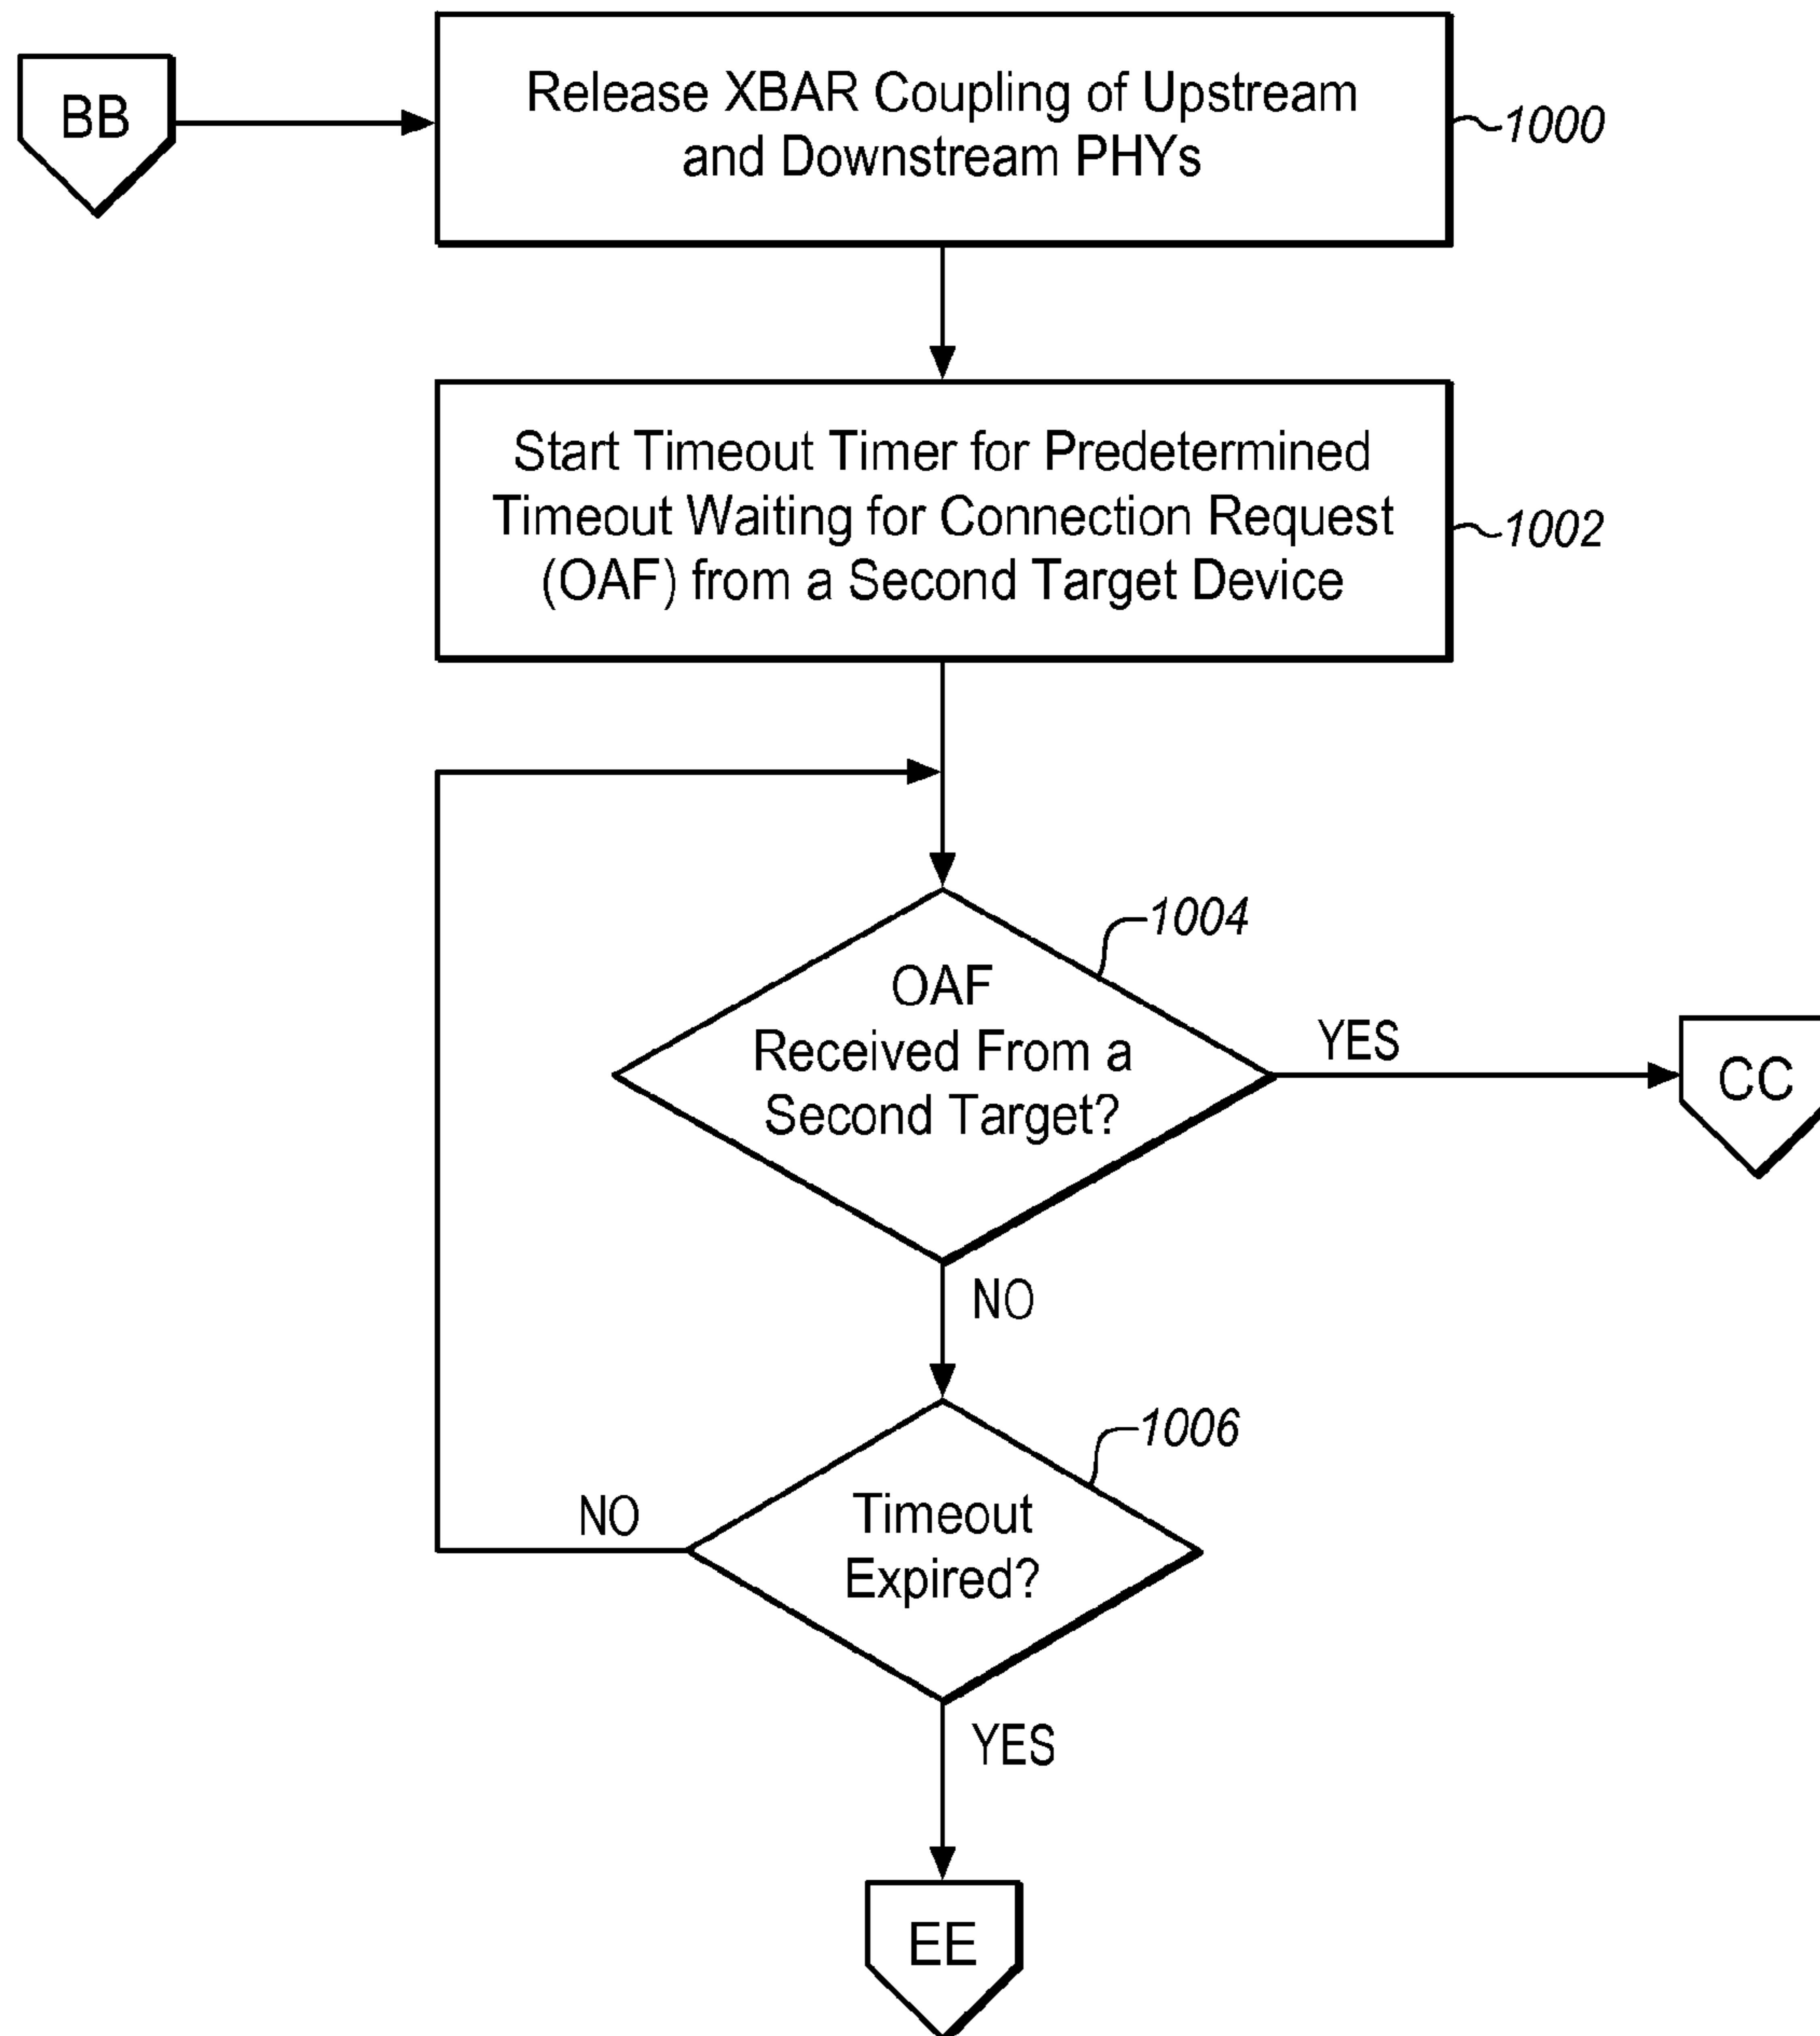 BB
Release XBAR Coupling of Upstream
and Downstream PHYs
1000
Start Timeout Timer for Predetermined
Timeout Waiting for Connection Request
(OAF) from a Second Target Device
1002
1004
OAF
Received From a
Second Target?
YES
CC
NO
1006
Timeout
Expired?
NO
YES
EE